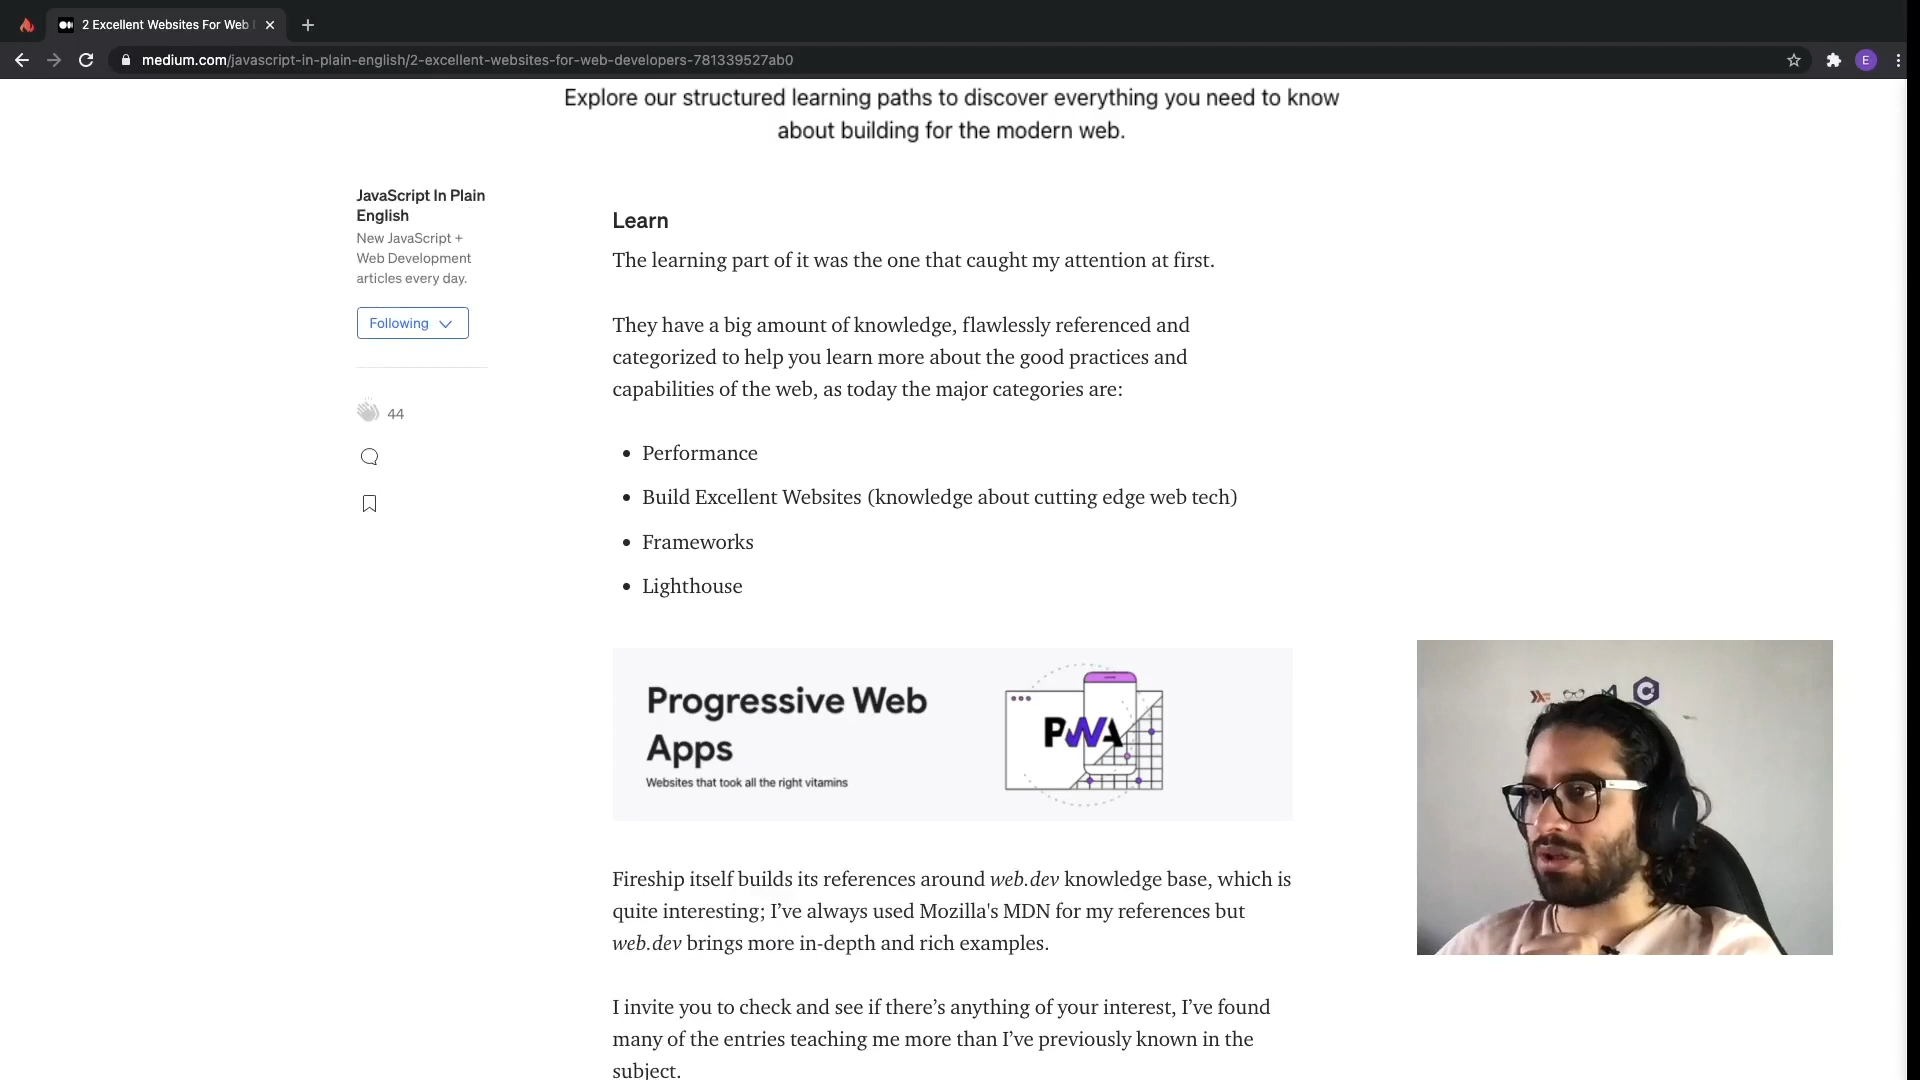 2 Excellent Websites For Web
medium.com/javascript-in-plain-english/2-excellent-websites-for-web-developers-781339527ab0
E
Explore our structured learning paths to discover everything you need to know
about building for the modern web.
JavaScript In Plain
English
New JavaScript +
Web Development
articles every day.
Following
44
Learn
The learning part of it was the one that caught my attention at first.
They have a big amount of knowledge, flawlessly referenced and
categorized to help you learn more about the good practices and
capabilities of the web, as today the major categories are:
• Performance
• Build Excellent Websites (knowledge about cutting edge web tech)
• Frameworks
• Lighthouse
Progressive Web
Apps
Websites that took all the right vitamins
PWA
Fireship itself builds its references around web.dev knowledge base, which is
quite interesting; I’ve always used Mozilla's MDN for my references but
web.dev brings more in-depth and rich examples.
I invite you to check and see if there’s anything of your interest, I’ve found
many of the entries teaching me more than I’ve previously known in the
subject.